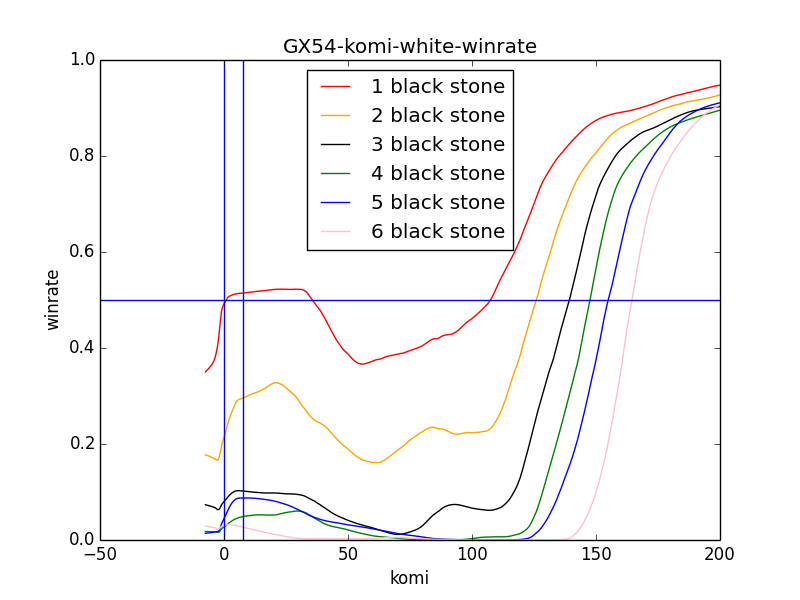 GX54-komi-white-winrate
1 black stone
2 black stone
3 black stone
4 black stone
5 black stone
6 black stone
1.0
0.8
0.6
0.4
0.2
0.0
winrate
−50
0
50
100
150
200
komi